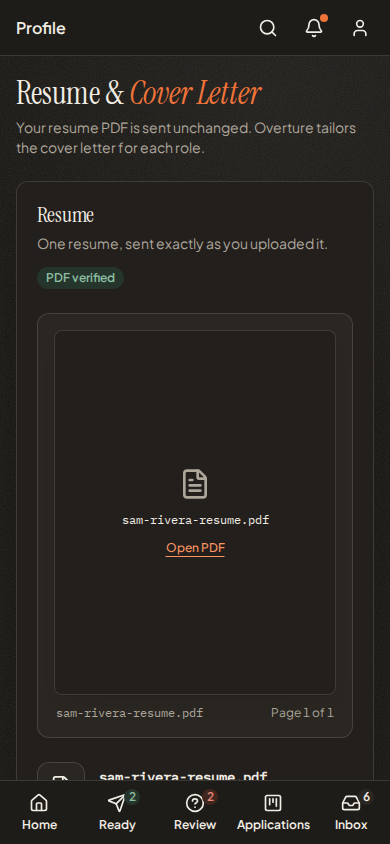 Profile
Resume & Cover Letter
Your resume PDF is sent unchanged. Overture tailors
the cover letter for each role.
Resume
One resume, sent exactly as you uploaded it.
PDF verified
sam-rivera-resume.pdf
Open PDF
sam-rivera-resume.pdf
Page 1 of 1
sam-rivera-resume.pdf
2
2
6
Home
Ready
Review
Applications
Inbox